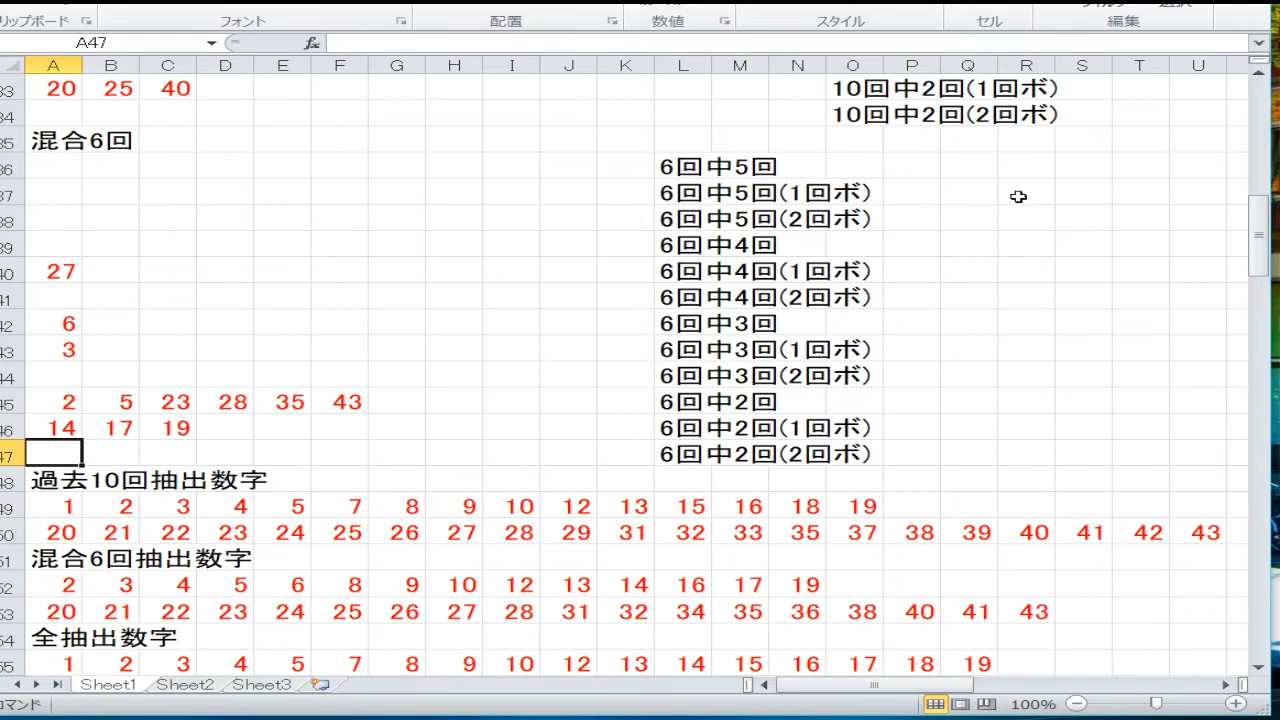 リップボード フォント 配置 数値 スタイル セル 編集
A47 fx
A B C D E F G H I J K L M N O P Q R S T U
33 20 25 40 10回中2回(1回ボ)
34 10回中2回(2回ボ)
35 混合6回
36 6回中5回
37 6回中5回(1回ボ)
38 6回中5回(2回ボ)
39 6回中4回
40 27 6回中4回(1回ボ)
41 6回中4回(2回ボ)
42 6 6回中3回
43 3 6回中3回(1回ボ)
44 6回中3回(2回ボ)
45 2 5 23 28 35 43 6回中2回
46 14 17 19 6回中2回(1回ボ)
47 6回中2回(2回ボ)
48 過去10回抽出数字
49 1 2 3 4 5 7 8 9 10 12 13 15 16 18 19
50 20 21 22 23 24 25 26 27 28 29 31 32 33 35 37 38 39 40 41 42 43
51 混合6回抽出数字
52 2 3 4 5 6 8 9 10 12 13 14 16 17 19
53 20 21 22 23 24 25 26 27 28 31 32 34 35 36 38 40 41 43
54 全抽出数字
55 1 2 3 4 5 7 8 9 10 12 13 14 15 16 17 18 19
Sheet1 Sheet2 Sheet3
コマンド 100%